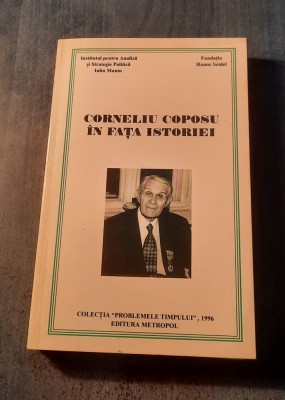 Institutul pentru Analiză
și Strategie Politică
Iuliu Maniu
Fundația
Hanns Seidel
CORNELIU COPOSU
ÎN FAȚA ISTORIEI
COLECȚIA "PROBLEMELE TIMPULUI", 1996
EDITURA METROPOL